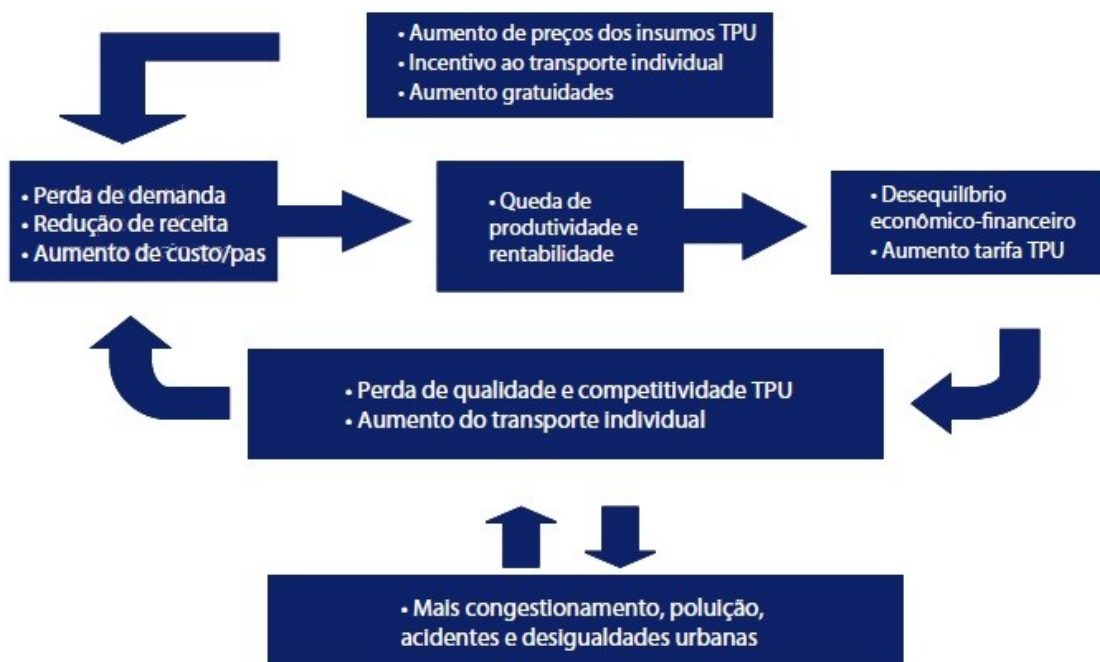 • Aumento de preços dos insumos TPU
• Incentivo ao transporte individual
• Aumento gratuidades
• Perda de demanda
• Redução de receita
• Aumento de custo/pas
• Queda de
produtividade e
rentabilidade
• Desequilíbrio
econômico-financeiro
• Aumento tarifa TPU
• Perda de qualidade e competitividade TPU
• Aumento do transporte individual
• Mais congestionamento, poluição,
acidentes e desigualdades urbanas